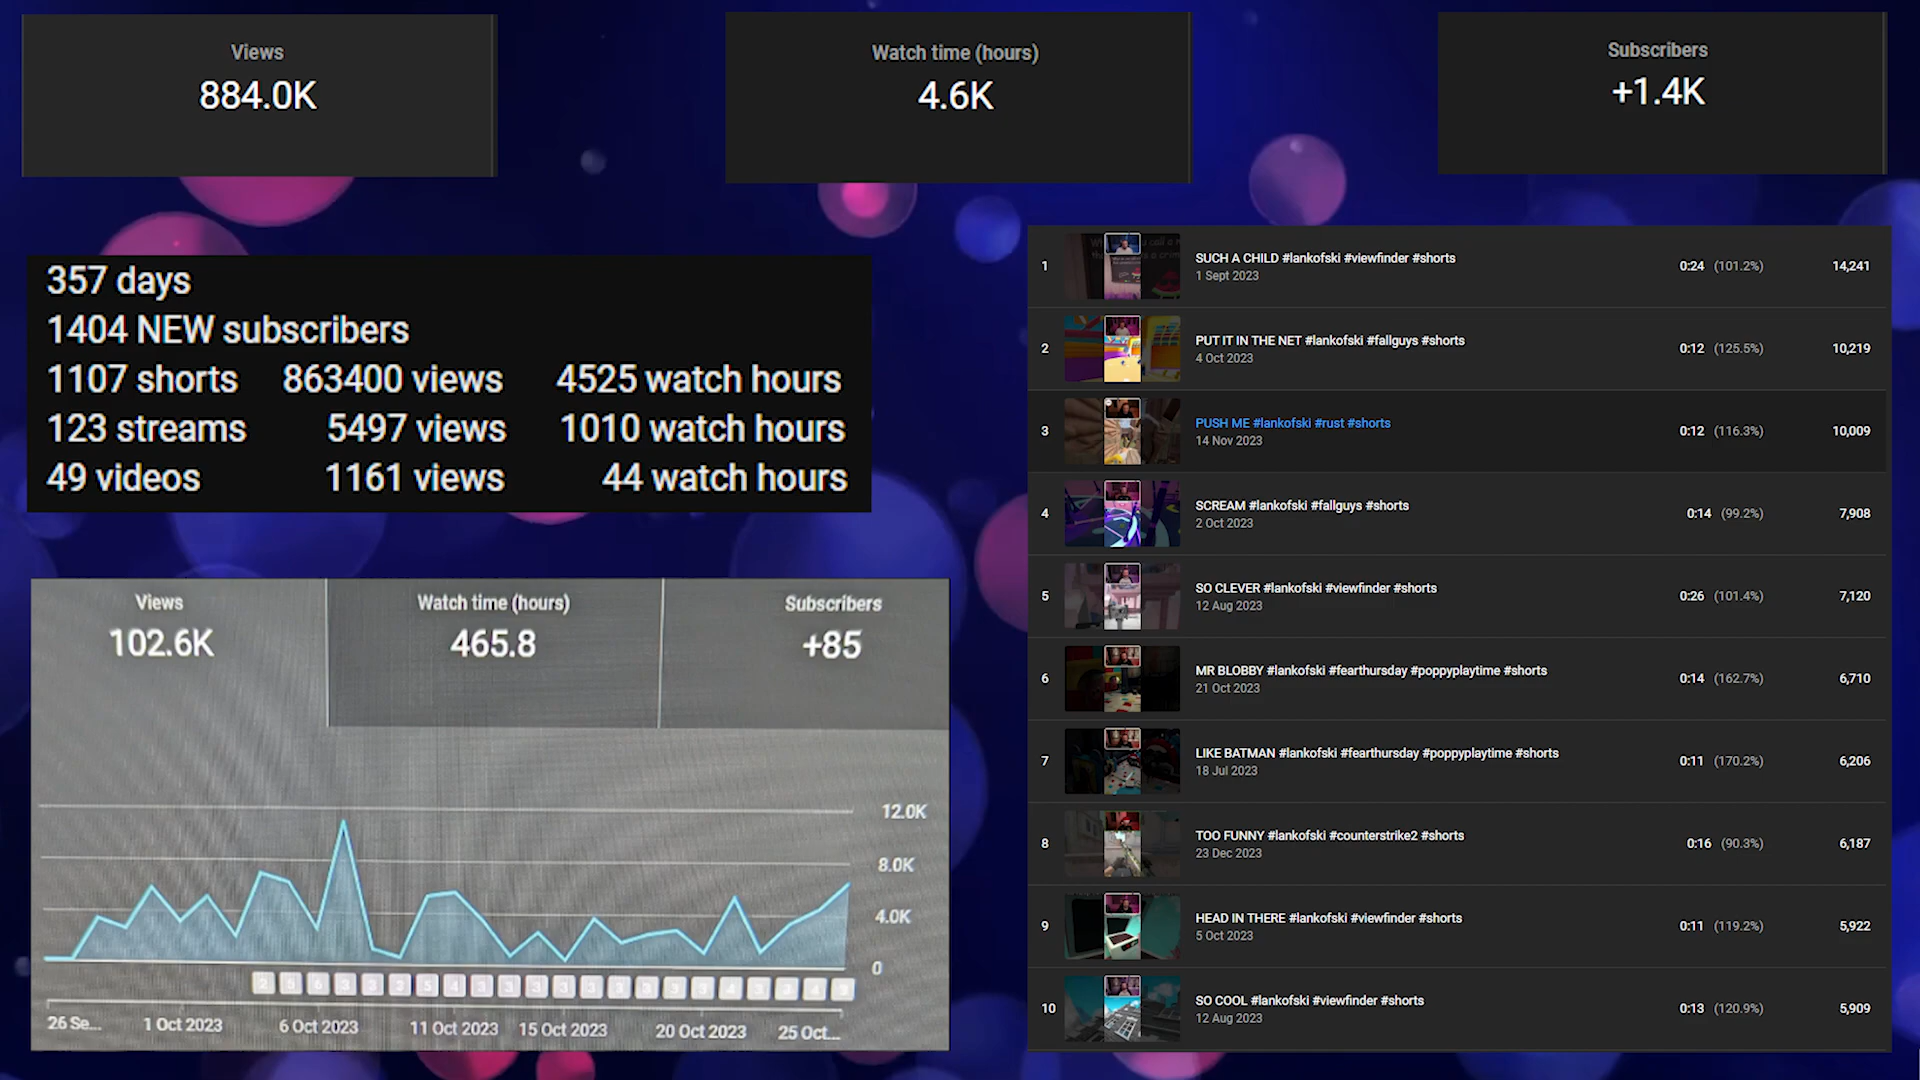 Views
884.0K
Watch time (hours)
4.6K
Subscribers
+1.4K
357 days
1404 NEW subscribers
1107 shorts 863400 views 4525 watch hours
123 streams 5497 views 1010 watch hours
49 videos 1161 views 44 watch hours
Views
102.6K
Watch time (hours)
465.8
Subscribers
+85
12.0K
8.0K
4.0K
0
26 Se... 1 Oct 2023 6 Oct 2023 11 Oct 2023 15 Oct 2023 20 Oct 2023 25 Oct...
1 SUCH A CHILD #lankofski #viewfinder #shorts 0:24 (101.2%) 14,241
1 Sept 2023
2 PUT IT IN THE NET #lankofski #fallguys #shorts 0:12 (125.5%) 10,219
4 Oct 2023
3 PUSH ME #lankofski #rust #shorts 0:12 (116.3%) 10,009
14 Nov 2023
4 SCREAM #lankofski #fallguys #shorts 0:14 (99.2%) 7,908
2 Oct 2023
5 SO CLEVER #lankofski #viewfinder #shorts 0:26 (101.4%) 7,120
12 Aug 2023
6 MR BLOBBY #lankofski #fearthursday #poppyplaytime #shorts 0:14 (162.7%) 6,710
21 Oct 2023
7 LIKE BATMAN #lankofski #fearthursday #poppyplaytime #shorts 0:11 (170.2%) 6,206
18 Jul 2023
8 TOO FUNNY #lankofski #counterstrike2 #shorts 0:16 (90.3%) 6,187
23 Dec 2023
9 HEAD IN THERE #lankofski #viewfinder #shorts 0:11 (119.2%) 5,922
5 Oct 2023
10 SO COOL #lankofski #viewfinder #shorts 0:13 (120.9%) 5,909
12 Aug 2023